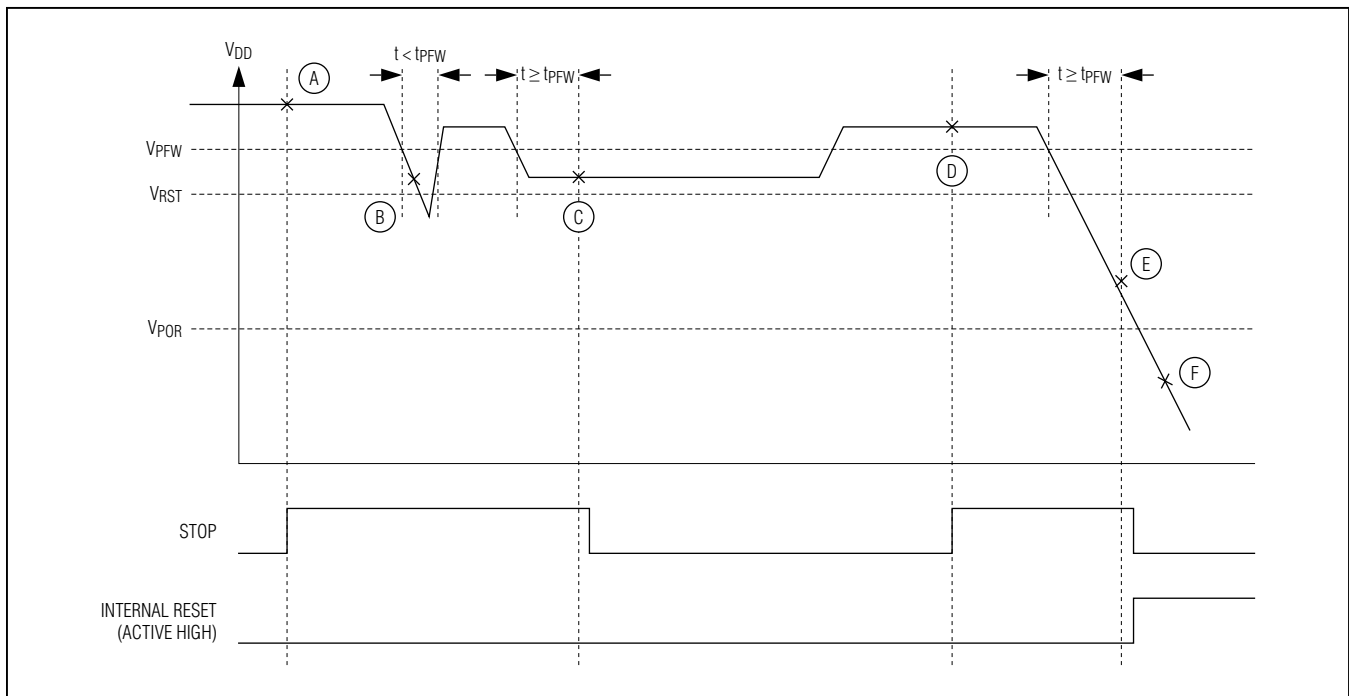 VDD
t < tPFW
t ≥ tPFW
t ≥ tPFW
A
VPFW
VRST
B
C
D
E
VPOR
F
STOP
INTERNAL RESET
(ACTIVE HIGH)